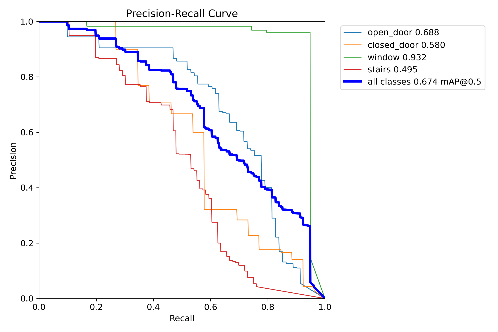 Precision-Recall Curve
open_door 0.688
closed_door 0.580
window 0.932
stairs 0.495
all classes 0.674 mAP@0.5
Precision
1.0
0.8
0.6
0.4
0.2
0.0
0.0 0.2 0.4 0.6 0.8 1.0
Recall